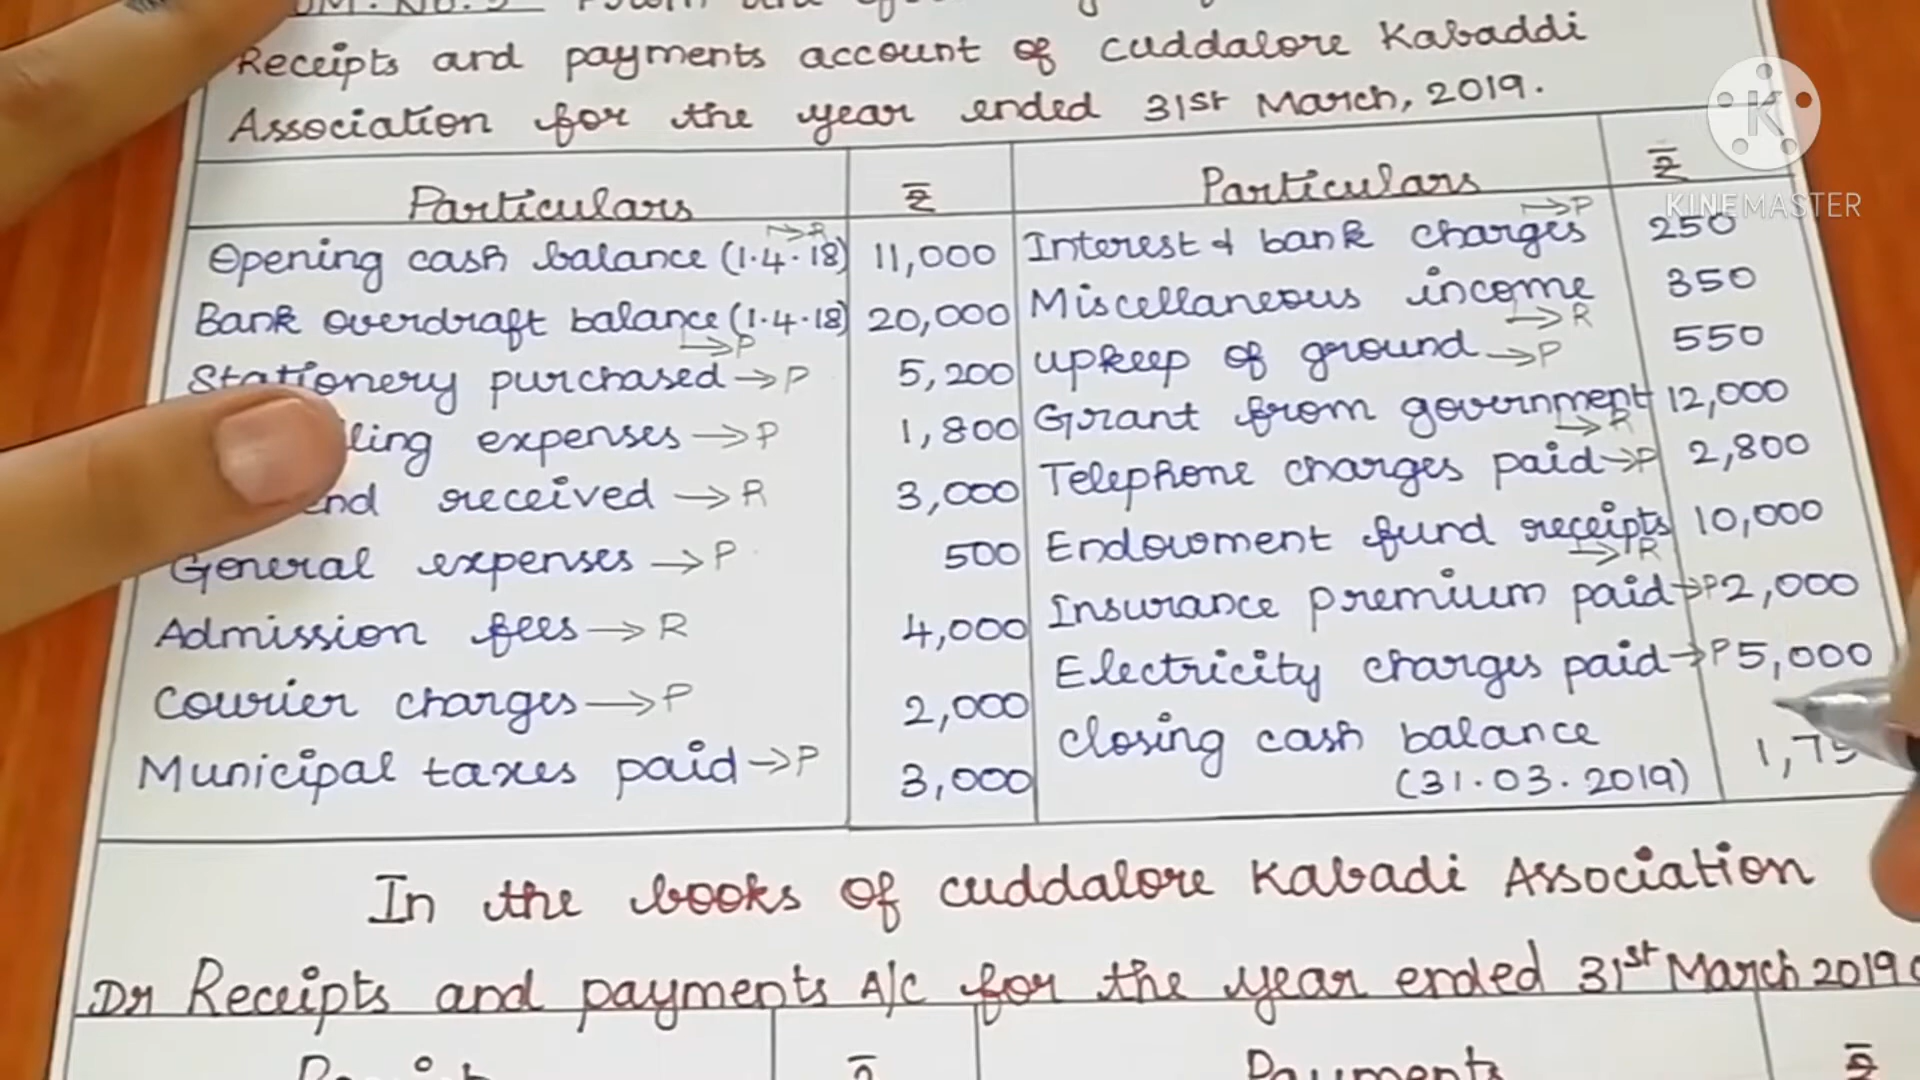 Receipts and payments account of cuddalore Kabaddi
Association for the year ended 31st March, 2019.
Particulars ₹ Particulars ₹
Opening cash balance (1.4.18) → R 11,000 Interest & bank charges → P 250
Bank overdraft balance (1.4.18) → P 20,000 Miscellaneous income → R 350
Stationery purchased → P 5,200 upkeep of ground → P 550
expenses → P 1,800 Grant from government → R 12,000
received → R 3,000 Telephone charges paid → P 2,800
General expenses → P 500 Endowment fund receipts → R 10,000
Admission fees → R 4,000 Insurance premium paid → P 2,000
Courier charges → P 2,000 Electricity charges paid → P 5,000
Municipal taxes paid → P 3,000 closing cash balance
(31.03.2019)
In the books of cuddalore Kabadi Association
Dr Receipts and payments A/c for the year ended 31st March 2019
₹ Payments ₹
K
KINEMASTER